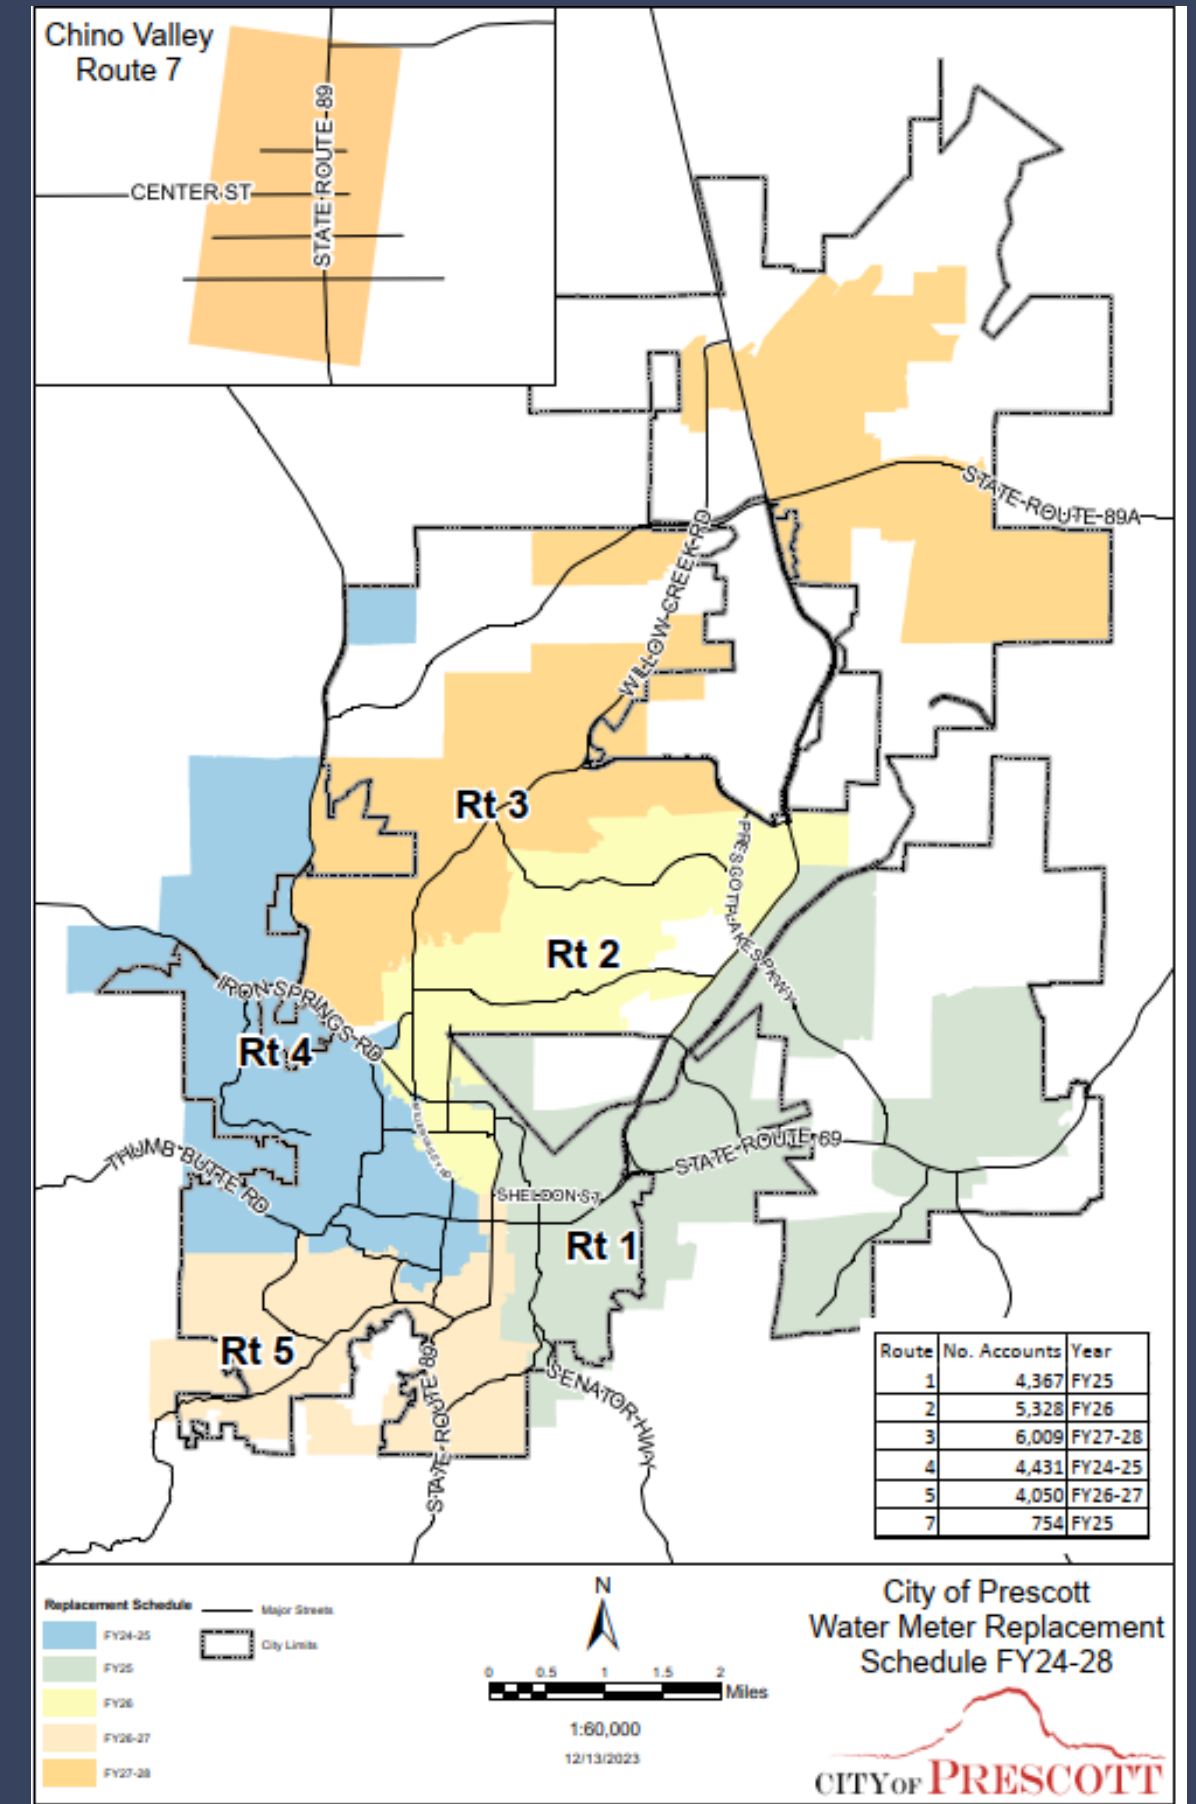 Chino Valley
Route 7
STATE ROUTE 89
CENTER ST
STATE-ROUTE-89A
WILLOW-CREEK-RD
Rt 3
PRESCOTT-LAKES-PKWY
Rt 2
IRON-SPRINGS-RD
Rt 4
STATE-ROUTE-69
THUMB-BUTTE RD
SHELDON-ST
Rt 1
Rt 5
STATE-ROUTE 89
SENATOR-HWY
Route No. Accounts Year
1 4,367 FY25
2 5,328 FY26
3 6,009 FY27-28
4 4,431 FY24-25
5 4,050 FY26-27
7 754 FY25
Replacement Schedule
FY24-25
FY25
FY26
FY26-27
FY27-28
Major Streets
City Limits
N
0 0.5 1 1.5 2
Miles
1:60,000
12/13/2023
City of Prescott
Water Meter Replacement
Schedule FY24-28
CITY OF PRESCOTT